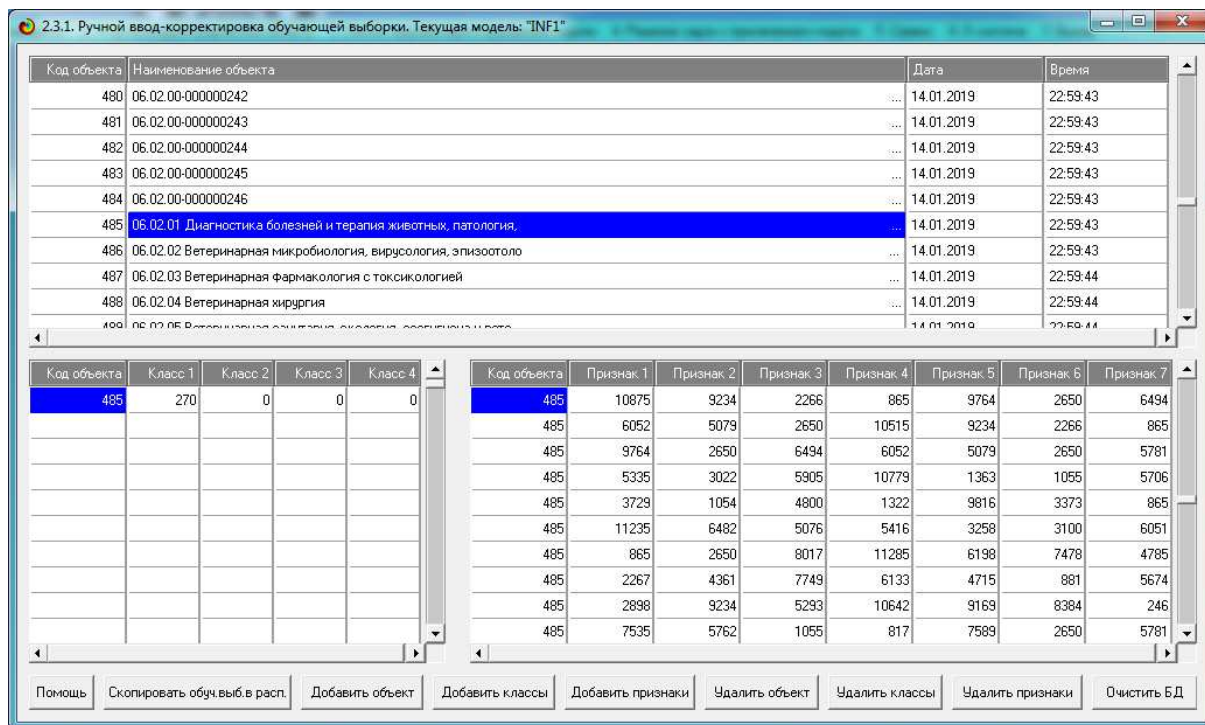 2.3.1. Ручной ввод-корректировка обучающей выборки. Текущая модель: "INF1"
Код объекта Наименование объекта Дата Время
480 06.02.00-000000242 ... 14.01.2019 22:59:43
481 06.02.00-000000243 ... 14.01.2019 22:59:43
482 06.02.00-000000244 ... 14.01.2019 22:59:43
483 06.02.00-000000245 ... 14.01.2019 22:59:43
484 06.02.00-000000246 ... 14.01.2019 22:59:43
485 06.02.01 Диагностика болезней и терапия животных, патология, ... 14.01.2019 22:59:43
486 06.02.02 Ветеринарная микробиология, вирусология, эпизоотоло ... 14.01.2019 22:59:43
487 06.02.03 Ветеринарная фармакология с токсикологией ... 14.01.2019 22:59:44
488 06.02.04 Ветеринарная хирургия ... 14.01.2019 22:59:44
489 06.02.05 Ветеринарная санитария, экология, 14.01.2019 22:59:44
Код объекта Класс 1 Класс 2 Класс 3 Класс 4
485 270 0 0 0
Код объекта Признак 1 Признак 2 Признак 3 Признак 4 Признак 5 Признак 6 Признак 7
485 10875 9234 2266 865 9764 2650 6494
485 6052 5079 2650 10515 9234 2266 865
485 9764 2650 6494 6052 5079 2650 5781
485 5335 3022 5905 10779 1363 1055 5706
485 3729 1054 4800 1322 9816 3373 865
485 11235 6482 5076 5416 3258 3100 6051
485 865 2650 8017 11285 6198 7478 4785
485 2267 4361 7749 6133 4715 881 5674
485 2898 9234 5293 10642 9169 8384 246
485 7535 5762 1055 817 7589 2650 5781
Помощь Скопировать обуч.выб.в расп. Добавить объект Добавить классы Добавить признаки Удалить объект Удалить классы Удалить признаки Очистить БД